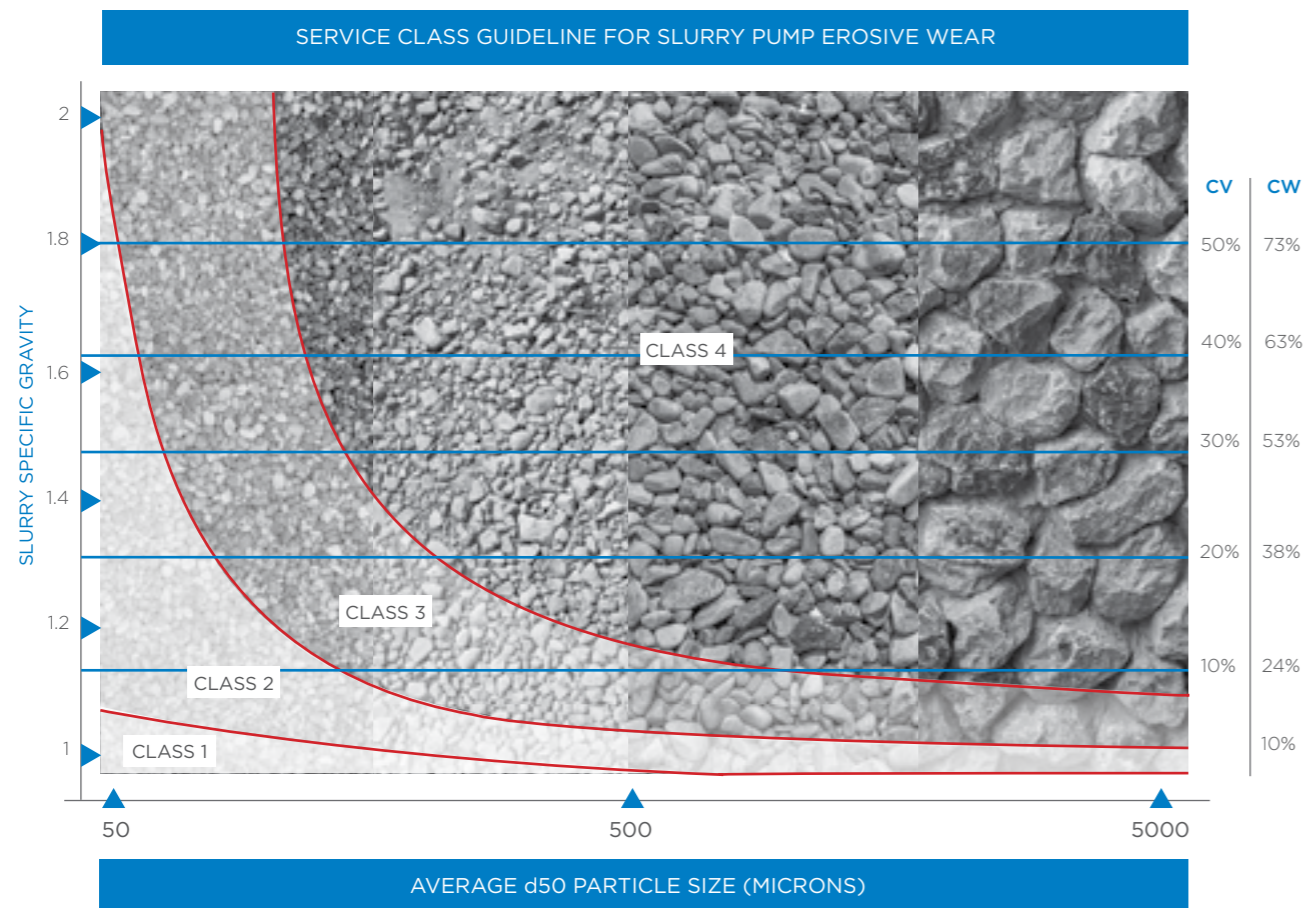 SERVICE CLASS GUIDELINE FOR SLURRY PUMP EROSIVE WEAR
SLURRY SPECIFIC GRAVITY
2
1.8
1.6
1.4
1.2
1
CV CW
50% 73%
40% 63%
30% 53%
20% 38%
10% 24%
10%
CLASS 4
CLASS 3
CLASS 2
CLASS 1
50 500 5000
AVERAGE d50 PARTICLE SIZE (MICRONS)